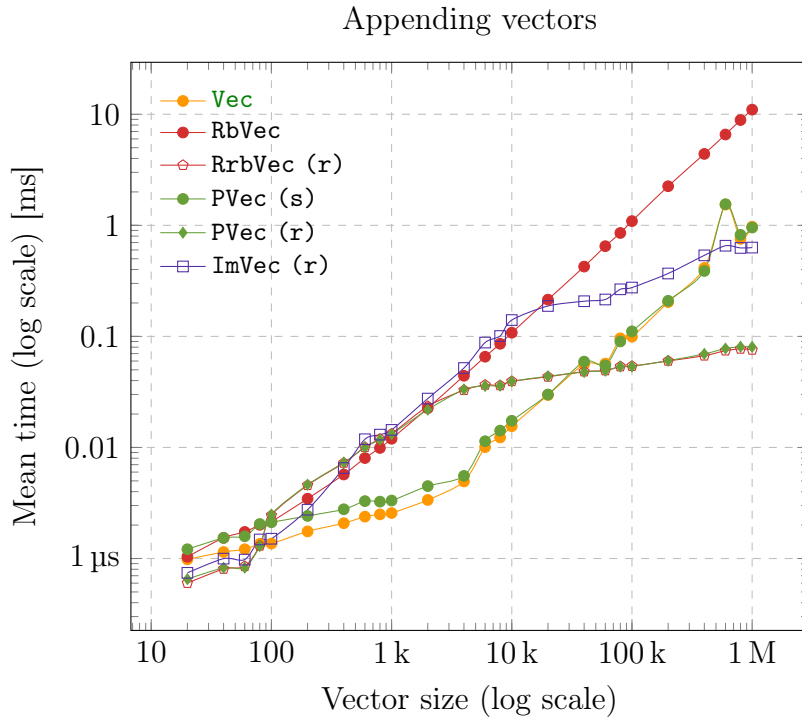 Appending vectors
Mean time (log scale) [ms]
10
1
0.1
0.01
1 µs
Vec
RbVec
RrbVec (r)
PVec (s)
PVec (r)
ImVec (r)
10 100 1 k 10 k 100 k 1 M
Vector size (log scale)